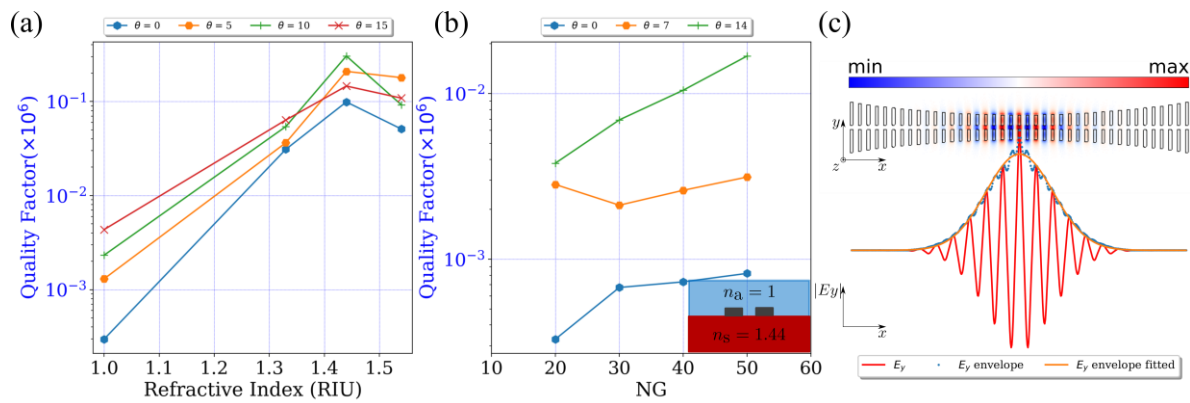 (a)
θ = 0 θ = 5 θ = 10 θ = 15
Quality Factor(×10⁶)
10⁻¹
10⁻²
10⁻³
1.0 1.1 1.2 1.3 1.4 1.5
Refractive Index (RIU)
(b)
θ = 0 θ = 7 θ = 14
Quality Factor(×10⁶)
10⁻²
10⁻³
nₐ = 1
nₛ = 1.44
10 20 30 40 50 60
NG
(c)
min max
y
z x
|Ey|
x
E_y E_y envelope E_y envelope fitted